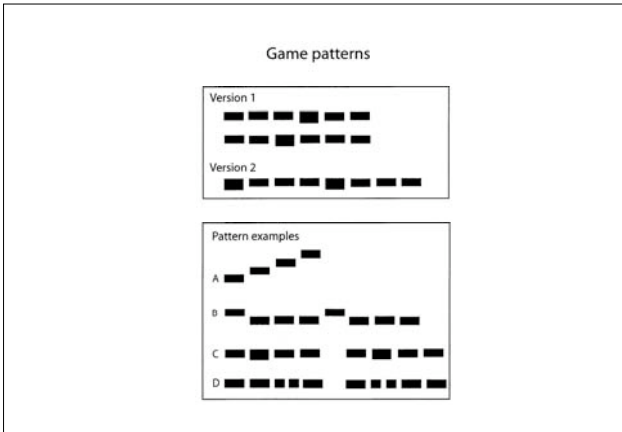 Game patterns
Version 1
Version 2
Pattern examples
A
B
C
D